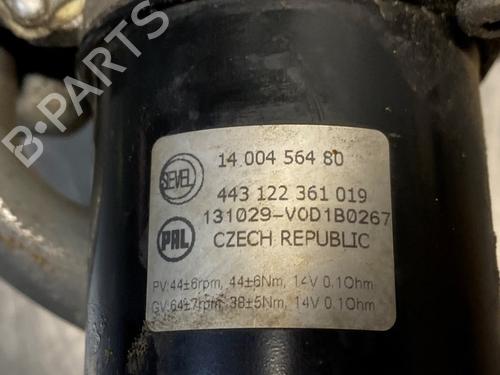 B-PARTS
SEVEL
14 004 564 80
443 122 361 019
131029-V0D1B0267
PAL
CZECH REPUBLIC
PV:44±6rpm, 44±6Nm, 14V 0.1Ohm
GV:64±7rpm, 38±5Nm, 14V 0.1Ohm